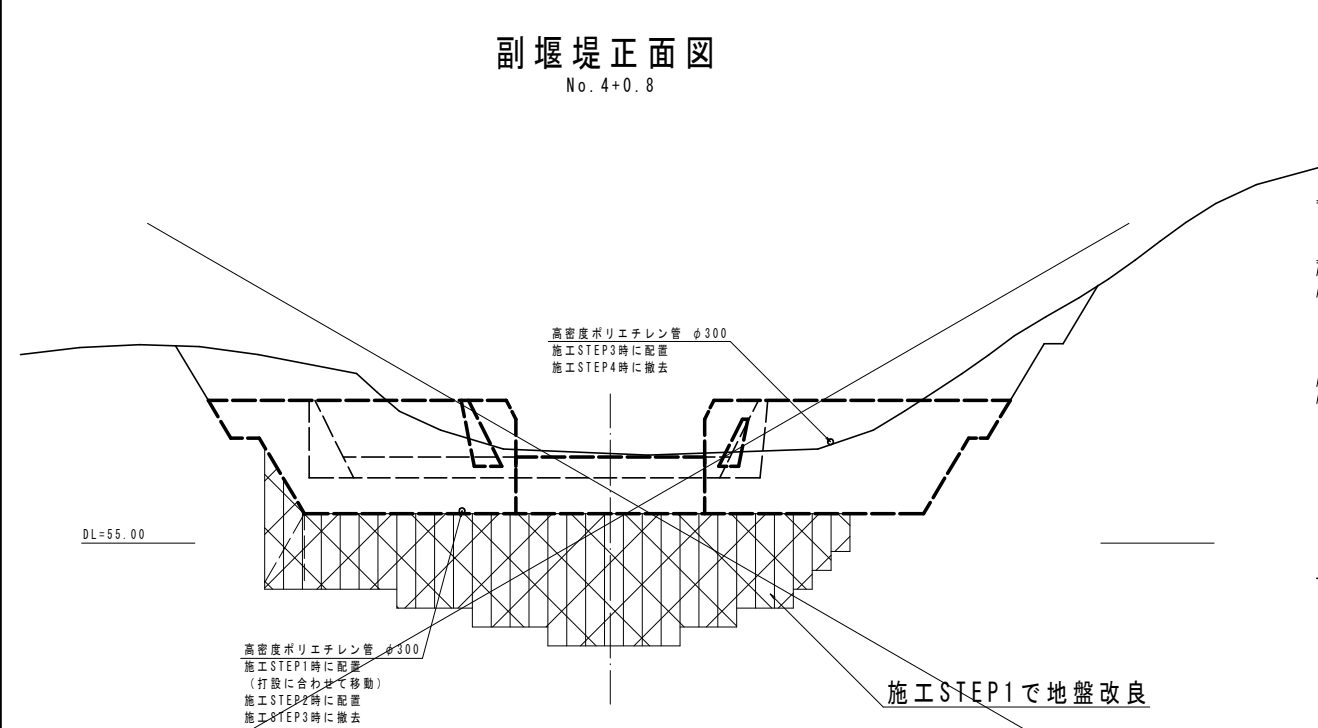 副堰堤正面図
No.4+0.8
高密度ポリエチレン管 φ300
施工STEP3時に配置
施工STEP4時に撤去
DL=55.00
高密度ポリエチレン管 φ300
施工STEP1時に配置
（打設に合わせて移動）
施工STEP2時に配置
施工STEP3時に撤去
施工STEP1で地盤改良